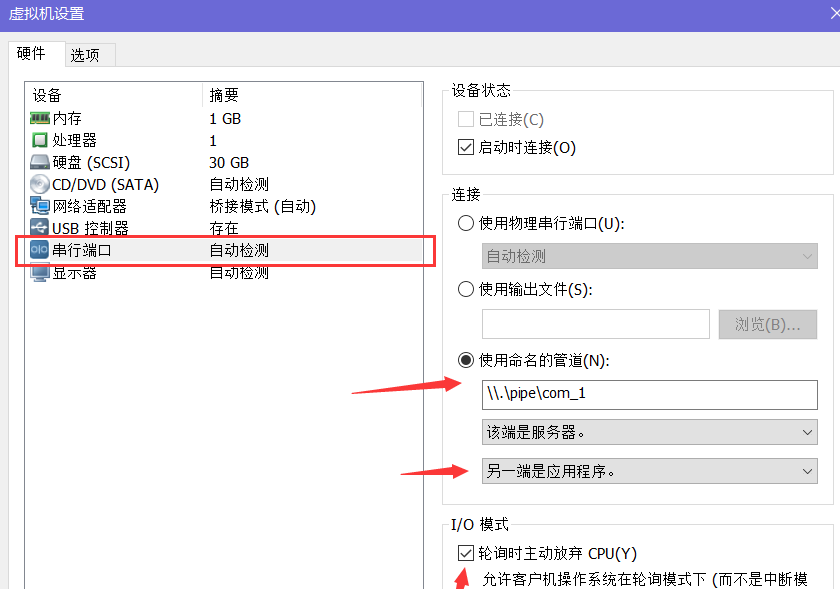 虚拟机设置
硬件 选项
设备 摘要
内存 1 GB
处理器 1
硬盘 (SCSI) 30 GB
CD/DVD (SATA) 自动检测
网络适配器 桥接模式 (自动)
USB 控制器 存在
串行端口 自动检测
显示器 自动检测
设备状态
已连接(C)
启动时连接(O)
连接
使用物理串行端口(U):
自动检测
使用输出文件(S):
浏览(B)...
使用命名的管道(N):
\\.\pipe\com_1
该端是服务器。
另一端是应用程序。
I/O 模式
轮询时主动放弃 CPU(Y)
允许客户机操作系统在轮询模式下 (而不是中断模